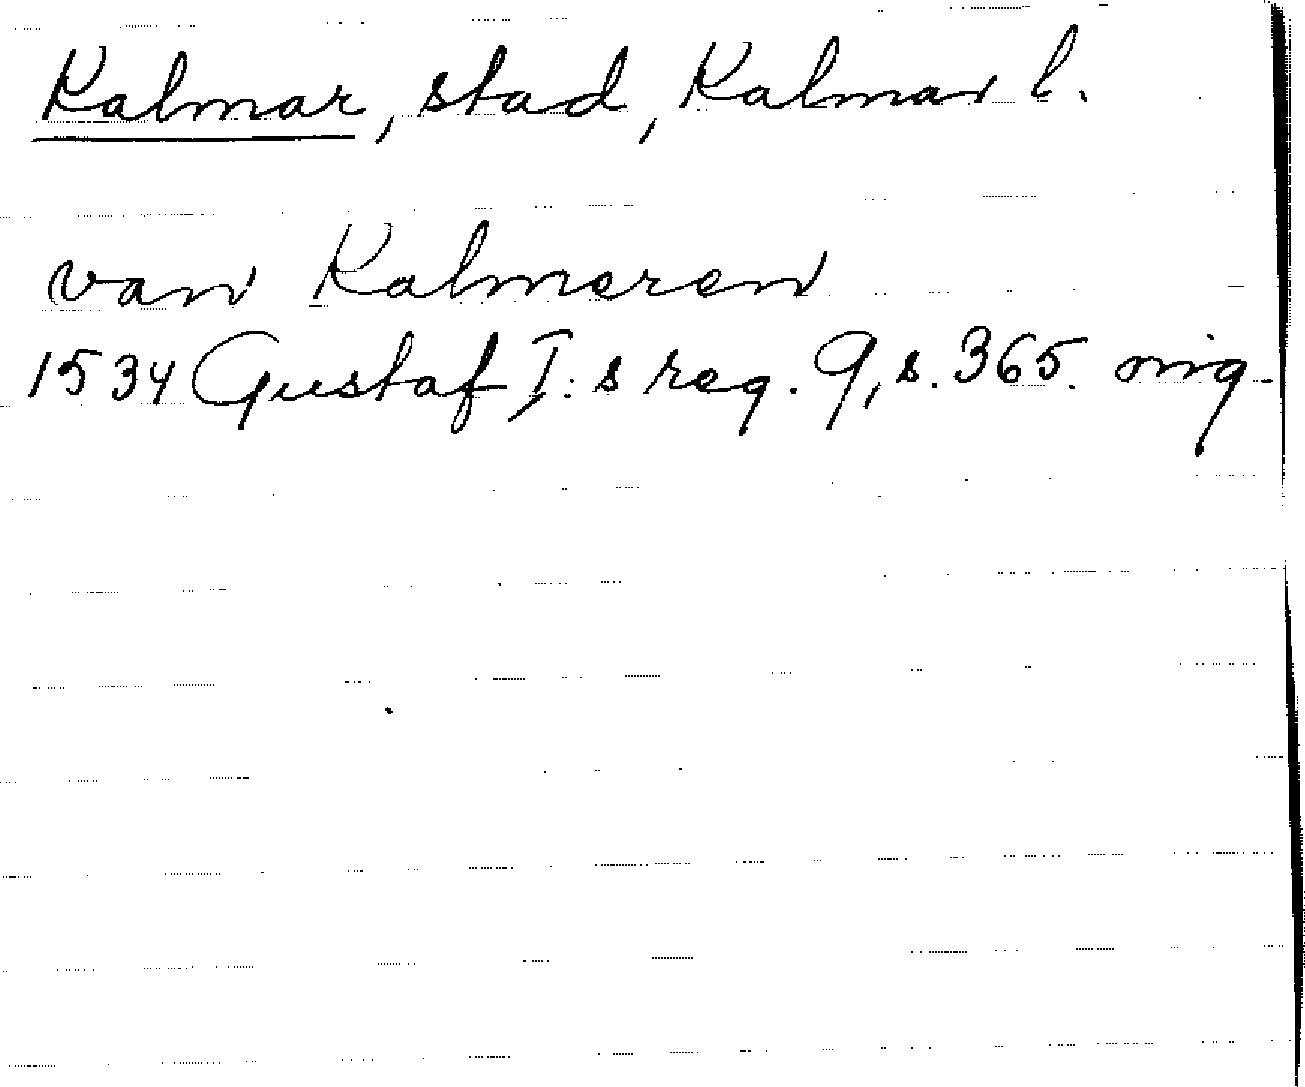 Kalmar, stad, Kalmar l.
van Kalmeren
1534 Gustaf I:s reg. 9, s. 365. orig.